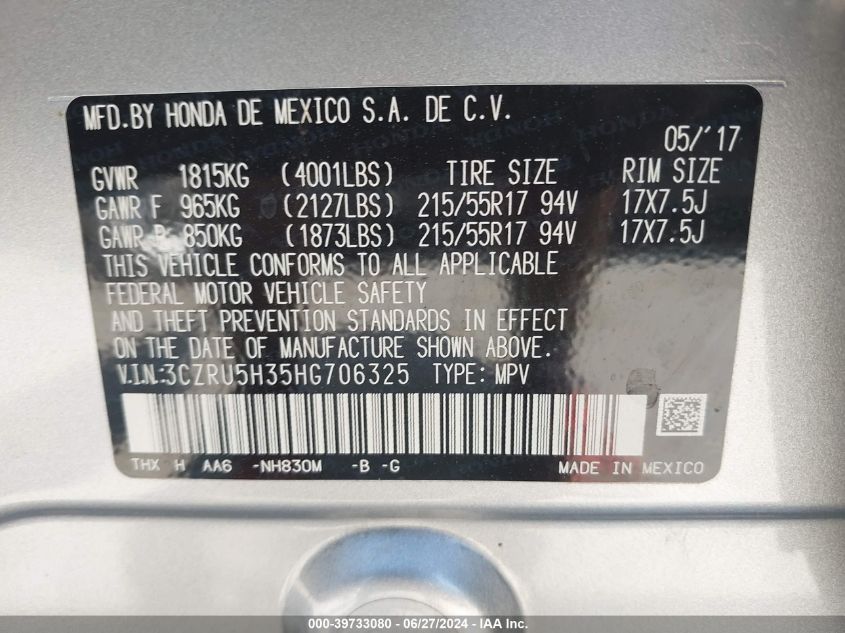 MFD.BY HONDA DE MEXICO S.A. DE C.V.
05/'17
GVWR 1815KG (4001LBS) TIRE SIZE RIM SIZE
GAWR F 965KG (2127LBS) 215/55R17 94V 17X7.5J
GAWR R 850KG (1873LBS) 215/55R17 94V 17X7.5J
THIS VEHICLE CONFORMS TO ALL APPLICABLE
FEDERAL MOTOR VEHICLE SAFETY
AND THEFT PREVENTION STANDARDS IN EFFECT
ON THE DATE OF MANUFACTURE SHOWN ABOVE.
V.I.N:3CZRU5H35HG706325 TYPE: MPV
THX H AA6 -NH830M -B -G MADE IN MEXICO
000-39733080 - 06/27/2024 - IAA Inc.